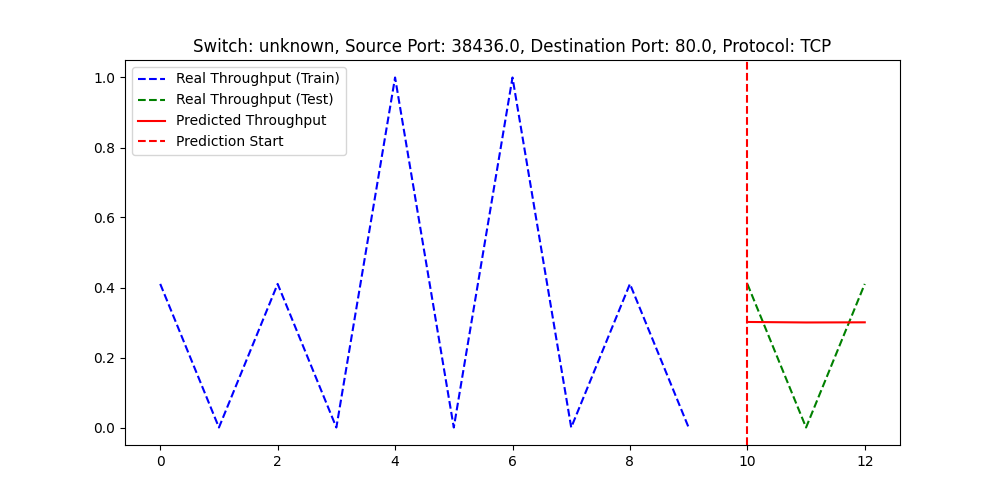 Switch: unknown, Source Port: 38436.0, Destination Port: 80.0, Protocol: TCP
Real Throughput (Train)
Real Throughput (Test)
Predicted Throughput
Prediction Start
1.0
0.8
0.6
0.4
0.2
0.0
0 2 4 6 8 10 12